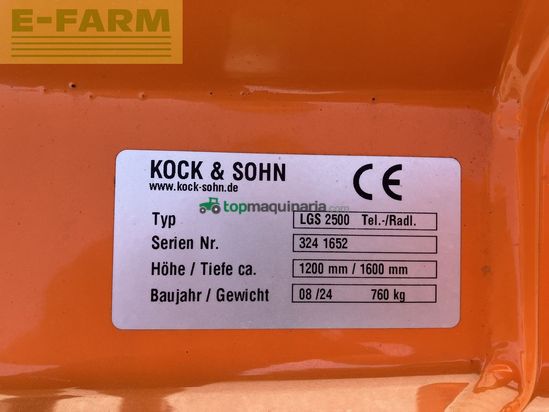 E-FARM
KOCK & SOHN
www.kock-sohn.de
CE
topmaquinaria.com
Typ LGS 2500 Tel.-/Radl.
Serien Nr. 324 1652
Höhe / Tiefe ca. 1200 mm / 1600 mm
Baujahr / Gewicht 08 /24 760 kg